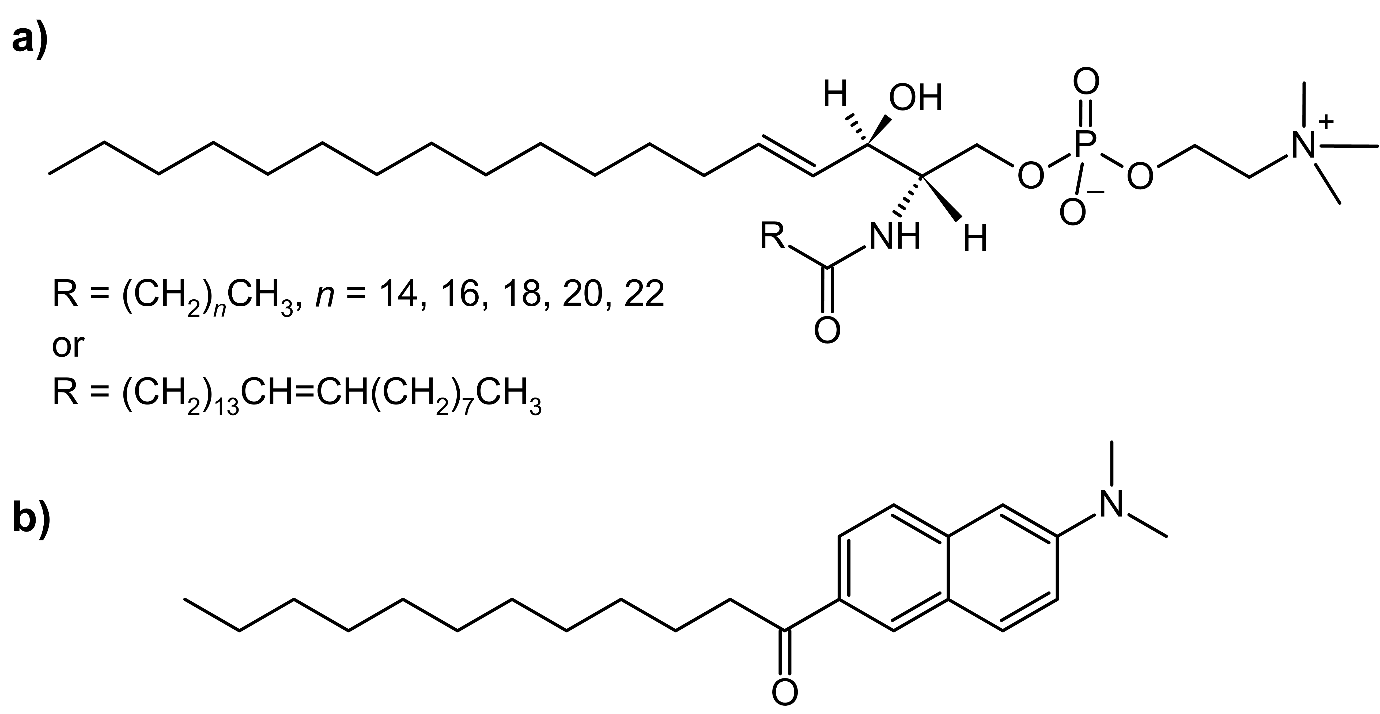 a)
H OH O
P N+
O O
O−
R NH H
O
R = (CH2)nCH3, n = 14, 16, 18, 20, 22
or
R = (CH2)13CH=CH(CH2)7CH3
b)
N
O